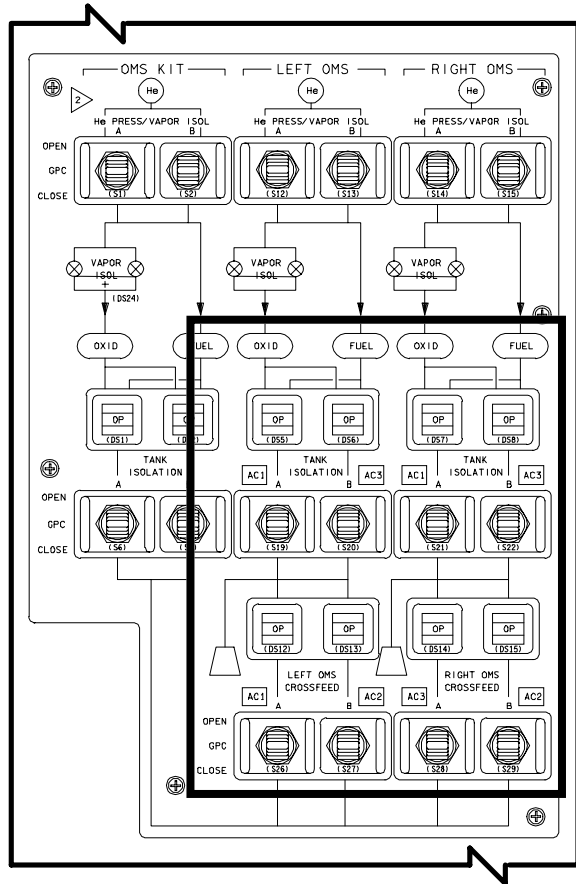 OMS KIT LEFT OMS RIGHT OMS
2 He He He
He PRESS/VAPOR ISOL He PRESS/VAPOR ISOL He PRESS/VAPOR ISOL
A B A B A B
OPEN
GPC
CLOSE (S1) (S2) (S12) (S13) (S14) (S15)
VAPOR ISOL VAPOR ISOL VAPOR ISOL
(DS24)
OXID UEL OXID FUEL OXID FUEL
OP OP OP OP OP OP
(DS1) (DS5) (DS6) (DS7) (DS8)
TANK TANK TANK
ISOLATION ISOLATION ISOLATION
A AC1 A B AC3 AC1 A B AC3
OPEN
GPC
CLOSE (S6) (S19) (S20) (S21) (S22)
OP OP OP OP
(DS12) (DS13) (DS14) (DS15)
LEFT OMS RIGHT OMS
CROSSFEED CROSSFEED
AC1 A B AC2 AC3 A B AC2
OPEN
GPC
CLOSE (S26) (S27) (S28) (S29)